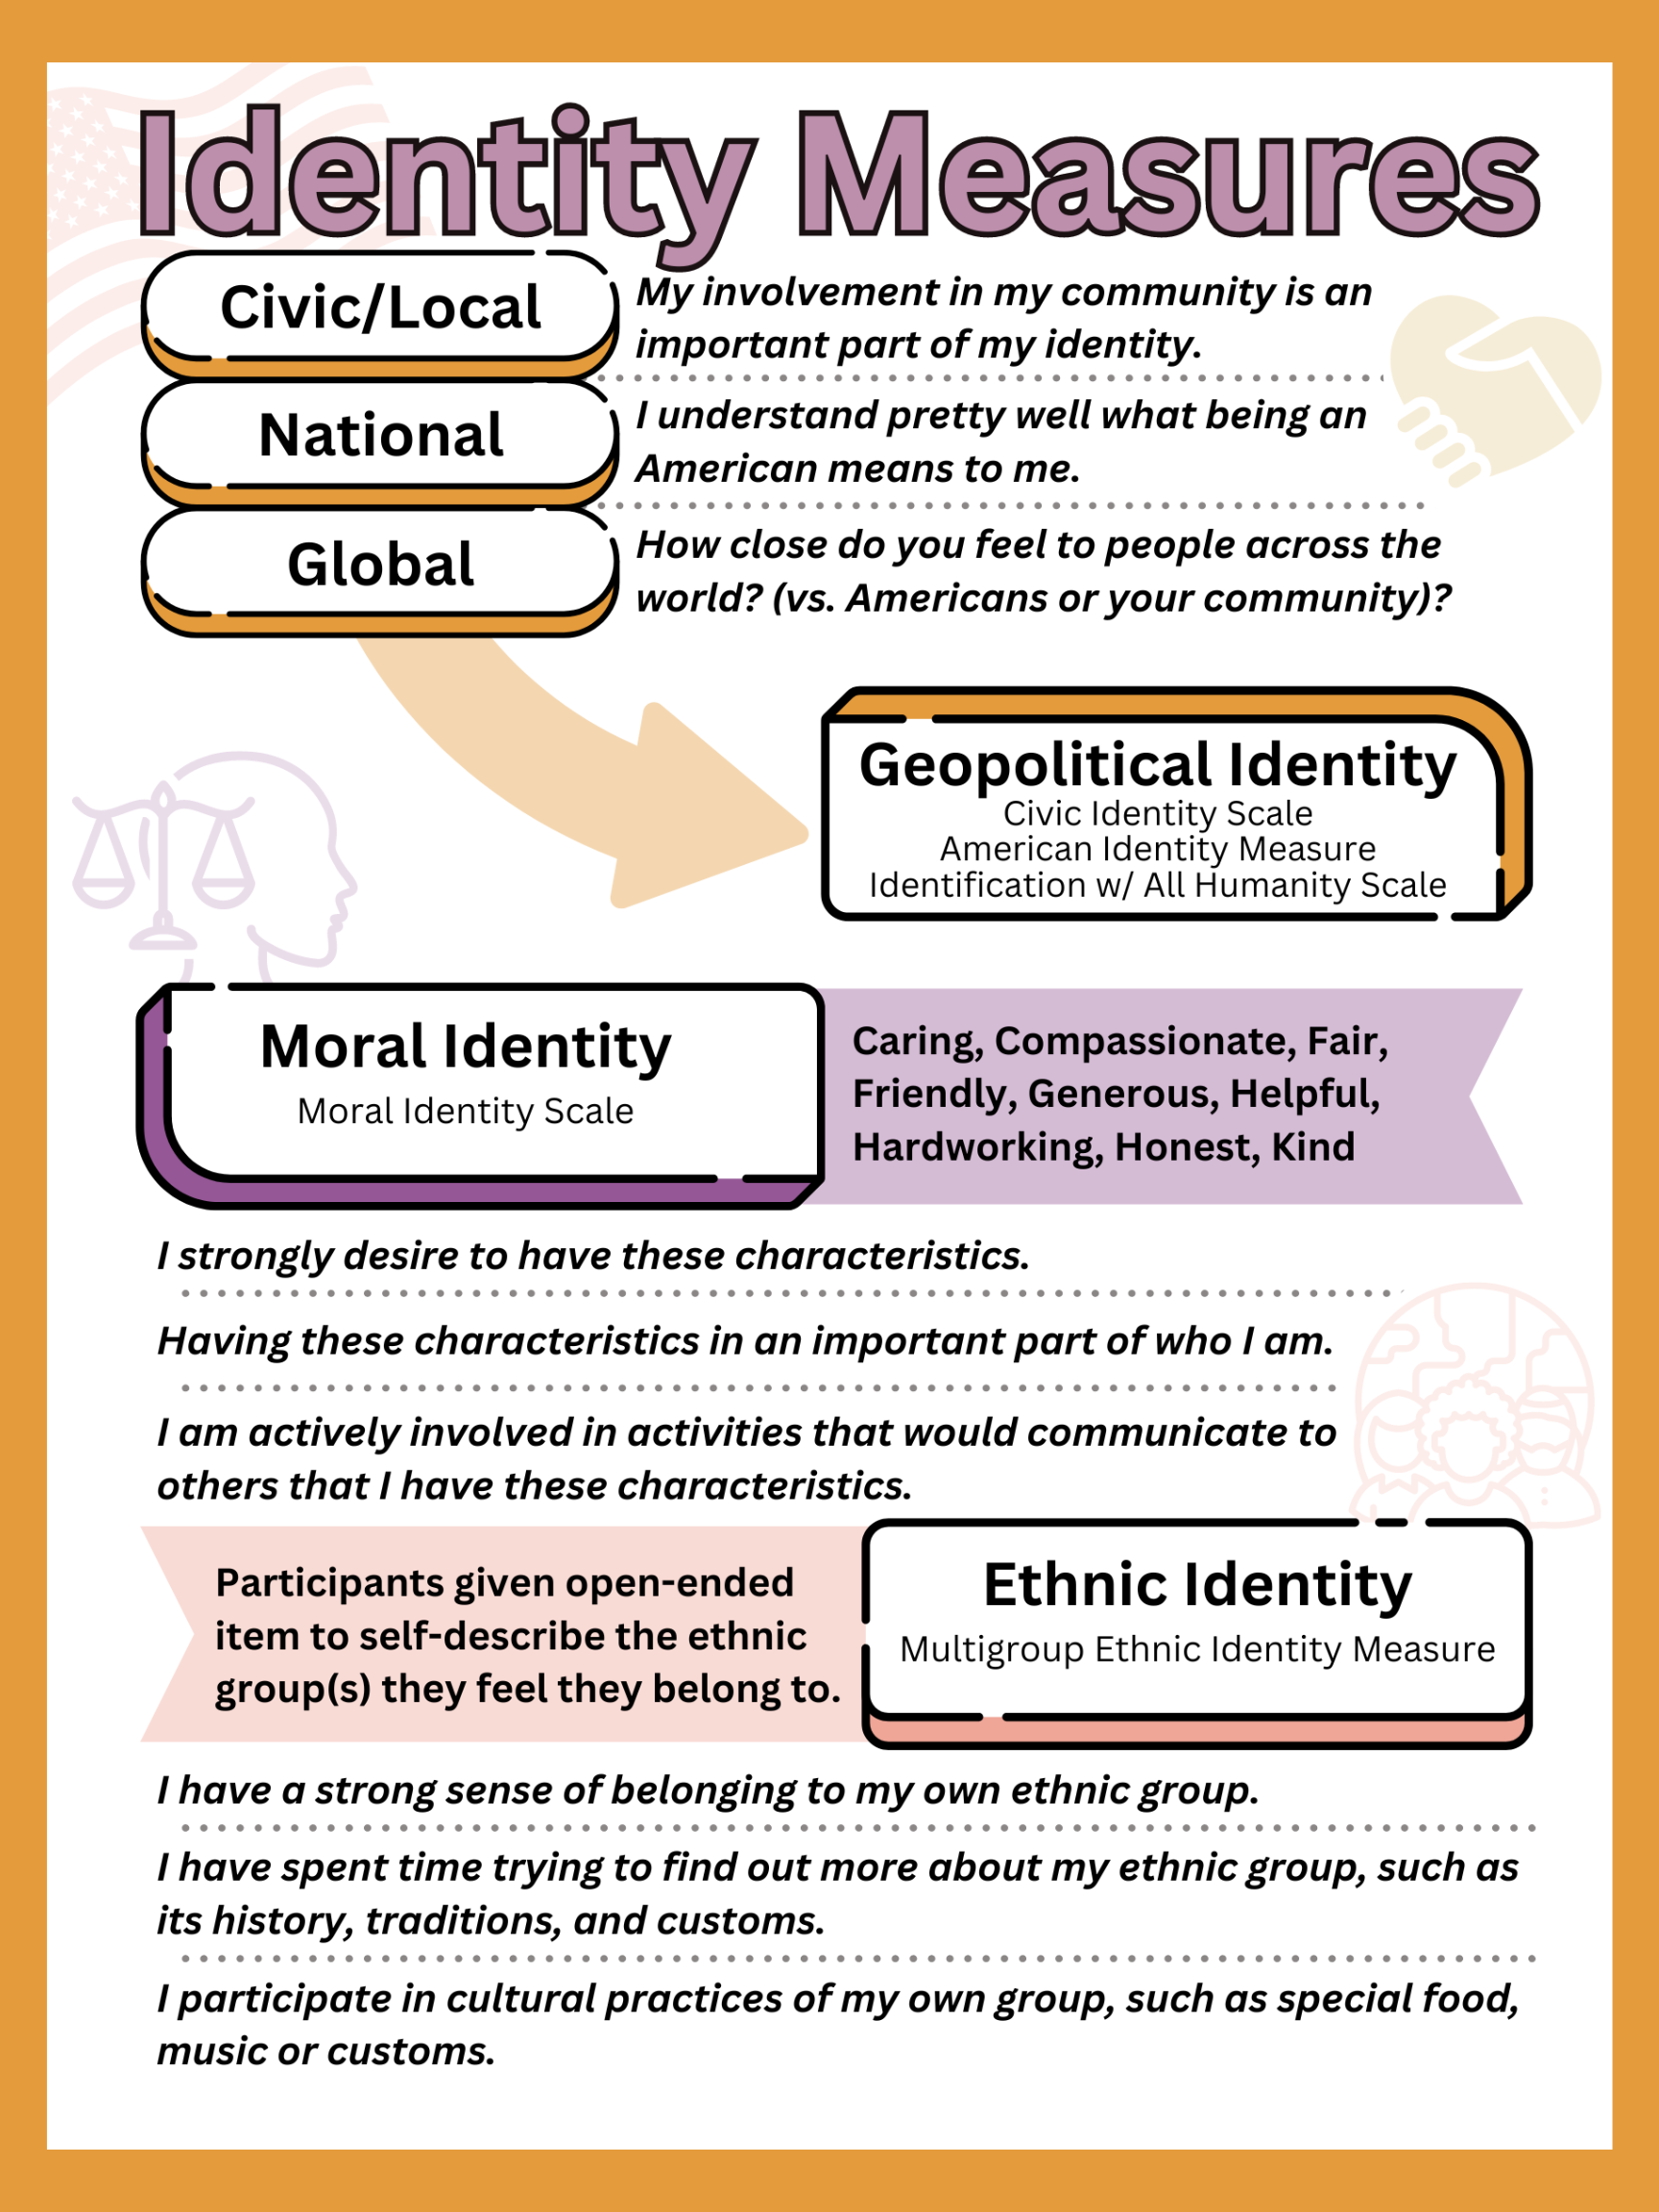 Identity Measures
Civic/Local
My involvement in my community is an
important part of my identity.
National
I understand pretty well what being an
American means to me.
Global
How close do you feel to people across the
world? (vs. Americans or your community)?
Geopolitical Identity
Civic Identity Scale
American Identity Measure
Identification w/ All Humanity Scale
Moral Identity
Moral Identity Scale
Caring, Compassionate, Fair,
Friendly, Generous, Helpful,
Hardworking, Honest, Kind
I strongly desire to have these characteristics.
Having these characteristics in an important part of who I am.
I am actively involved in activities that would communicate to
others that I have these characteristics.
Participants given open-ended
item to self-describe the ethnic
group(s) they feel they belong to.
Ethnic Identity
Multigroup Ethnic Identity Measure
I have a strong sense of belonging to my own ethnic group.
I have spent time trying to find out more about my ethnic group, such as
its history, traditions, and customs.
I participate in cultural practices of my own group, such as special food,
music or customs.